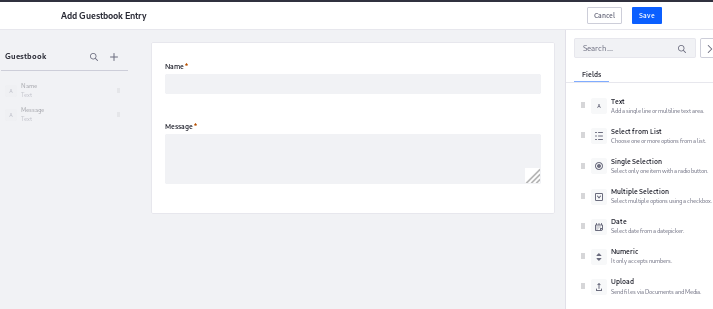 Add Guestbook Entry
Cancel
Save
Guestbook
A
Name
Text
A
Message
Text
Name*
Message*
Search...
Fields
A
Text
Add a single line or multiline text area.
Select from List
Choose one or more options from a list.
Single Selection
Select only one item with a radio button.
Multiple Selection
Select multiple options using a checkbox.
Date
Select date from a datepicker.
Numeric
It only accepts numbers.
Upload
Send files via Documents and Media.